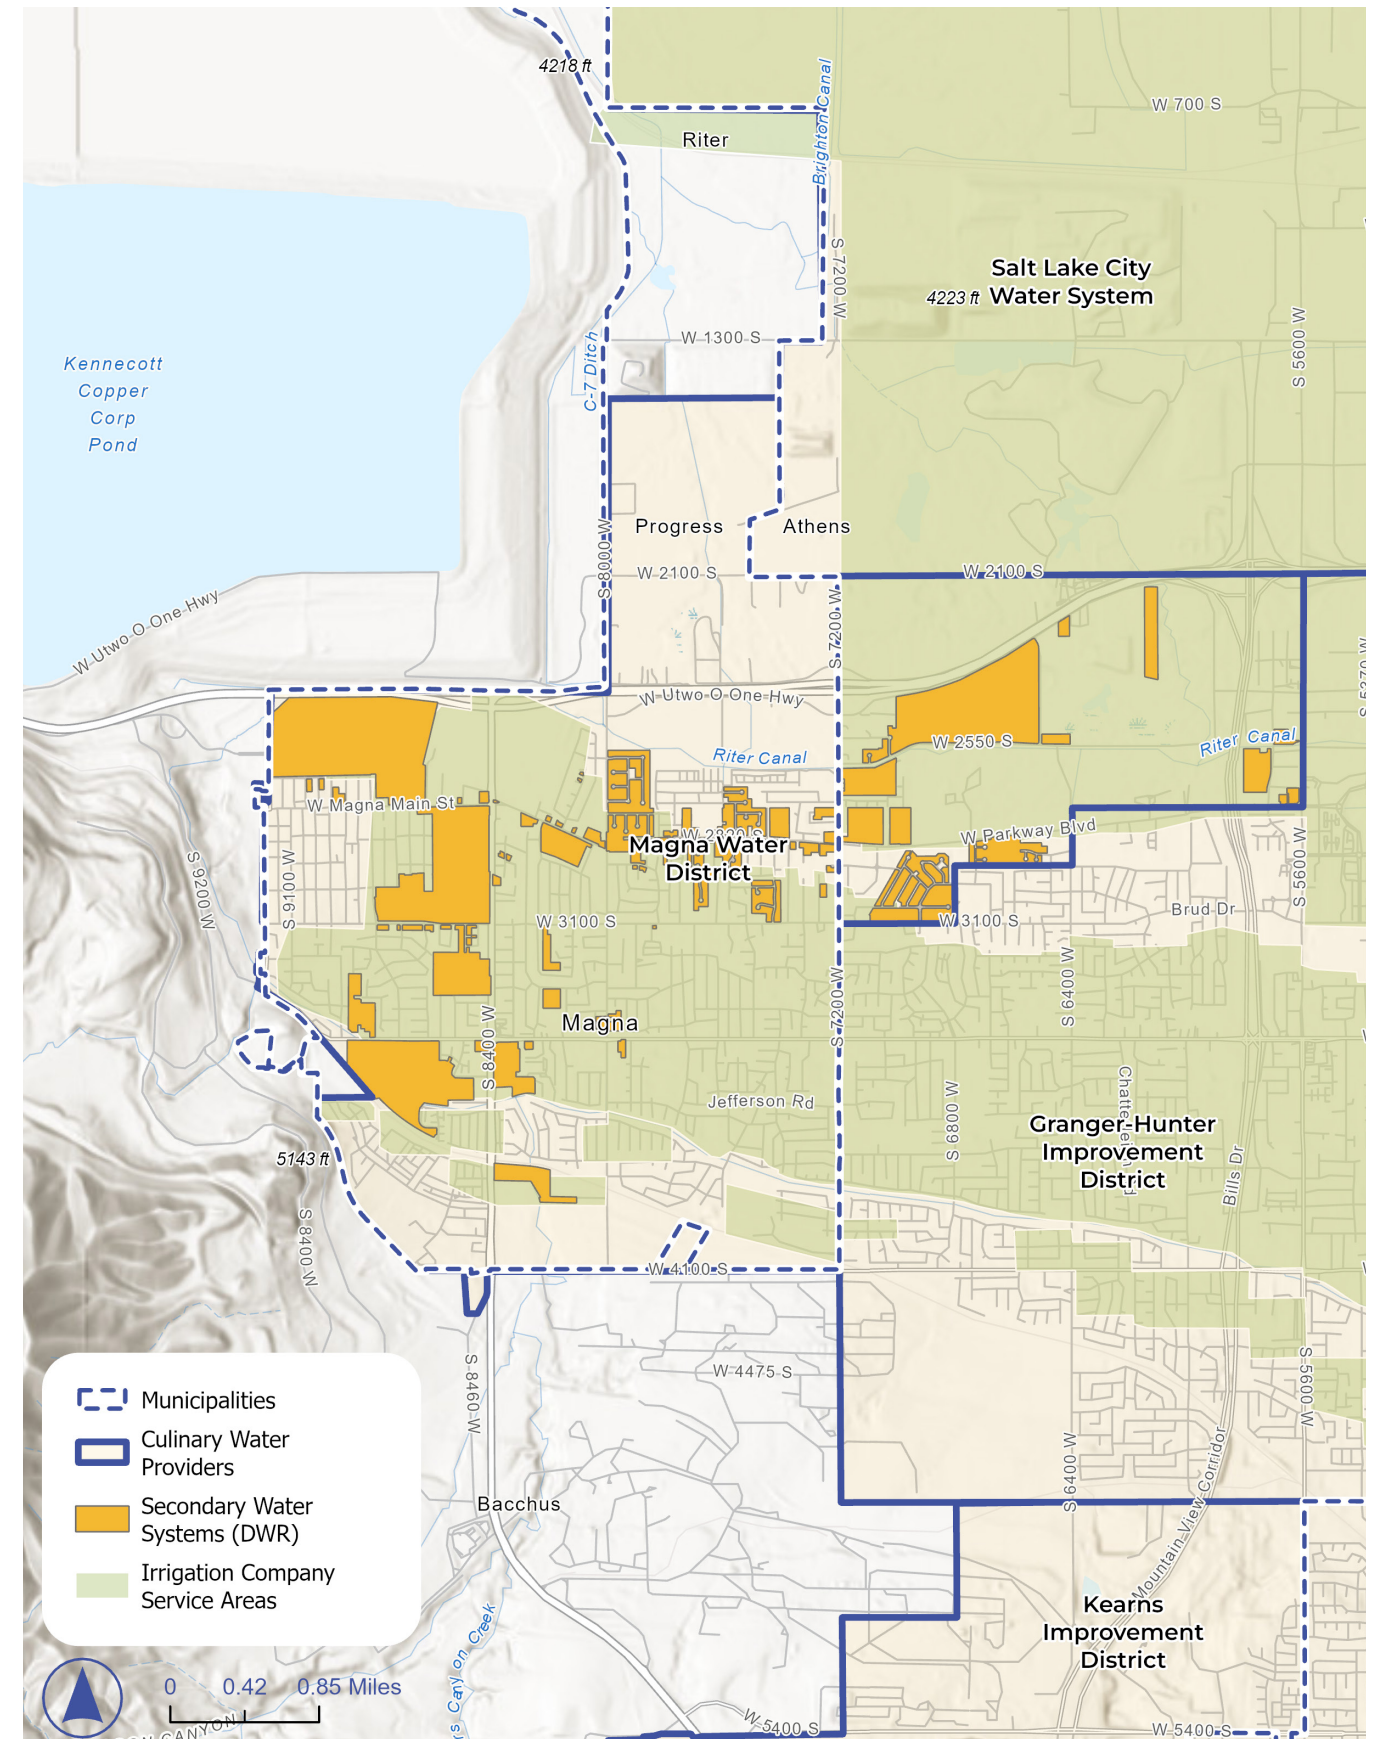 4218 ft
Brighton Canal
W 700 S
Riter
S 7200 W
Salt Lake City
4223 ft Water System
Kennecott
Copper
Corp
Pond
C-7 Ditch
W 1300 S
S 5600 W
Progress
Athens
S 8000 W
W 2100 S
W 2100 S
W Utwo O One Hwy
S 7200 W
W Utwo O One Hwy
Riter Canal
W 2550 S
Riter Canal
W Magna Main St
Magna Water
District
W Parkway Blvd
S 9200 W
S 9100 W
S 5600 W
W 3100 S
W 3100 S
Brud Dr
S 6400 W
S 7200 W
Magna
S 8400 W
Jefferson Rd
S 6800 W
Granger-Hunter
Improvement
District
Bills Dr
5143 ft
S 8400 W
W 4100 S
W 4475 S
S 8460 W
S 5600 W
S 6400 W
Mountain View Corridor
Bacchus
Kearns
Improvement
District
Municipalities
Culinary Water
Providers
Secondary Water
Systems (DWR)
Irrigation Company
Service Areas
0 0.42 0.85 Miles
Canyon Creek
CANYON
W 5400 S
W 5400 S